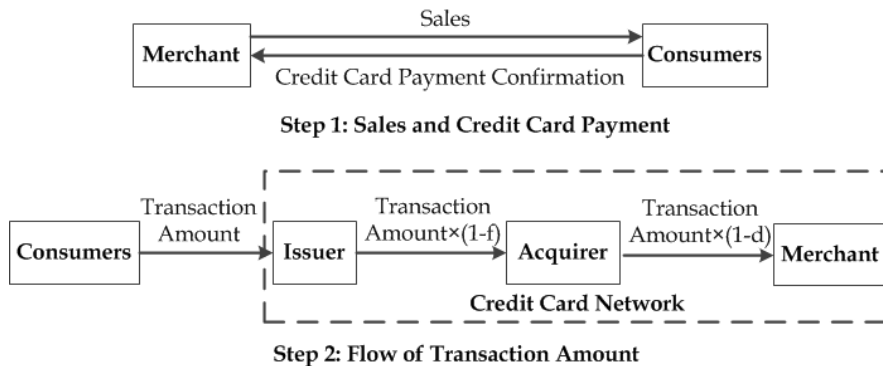 Sales
Merchant
Consumers
Credit Card Payment Confirmation
Step 1: Sales and Credit Card Payment
Transaction
Amount
Transaction
Amount×(1-f)
Transaction
Amount×(1-d)
Consumers
Issuer
Acquirer
Merchant
Credit Card Network
Step 2: Flow of Transaction Amount